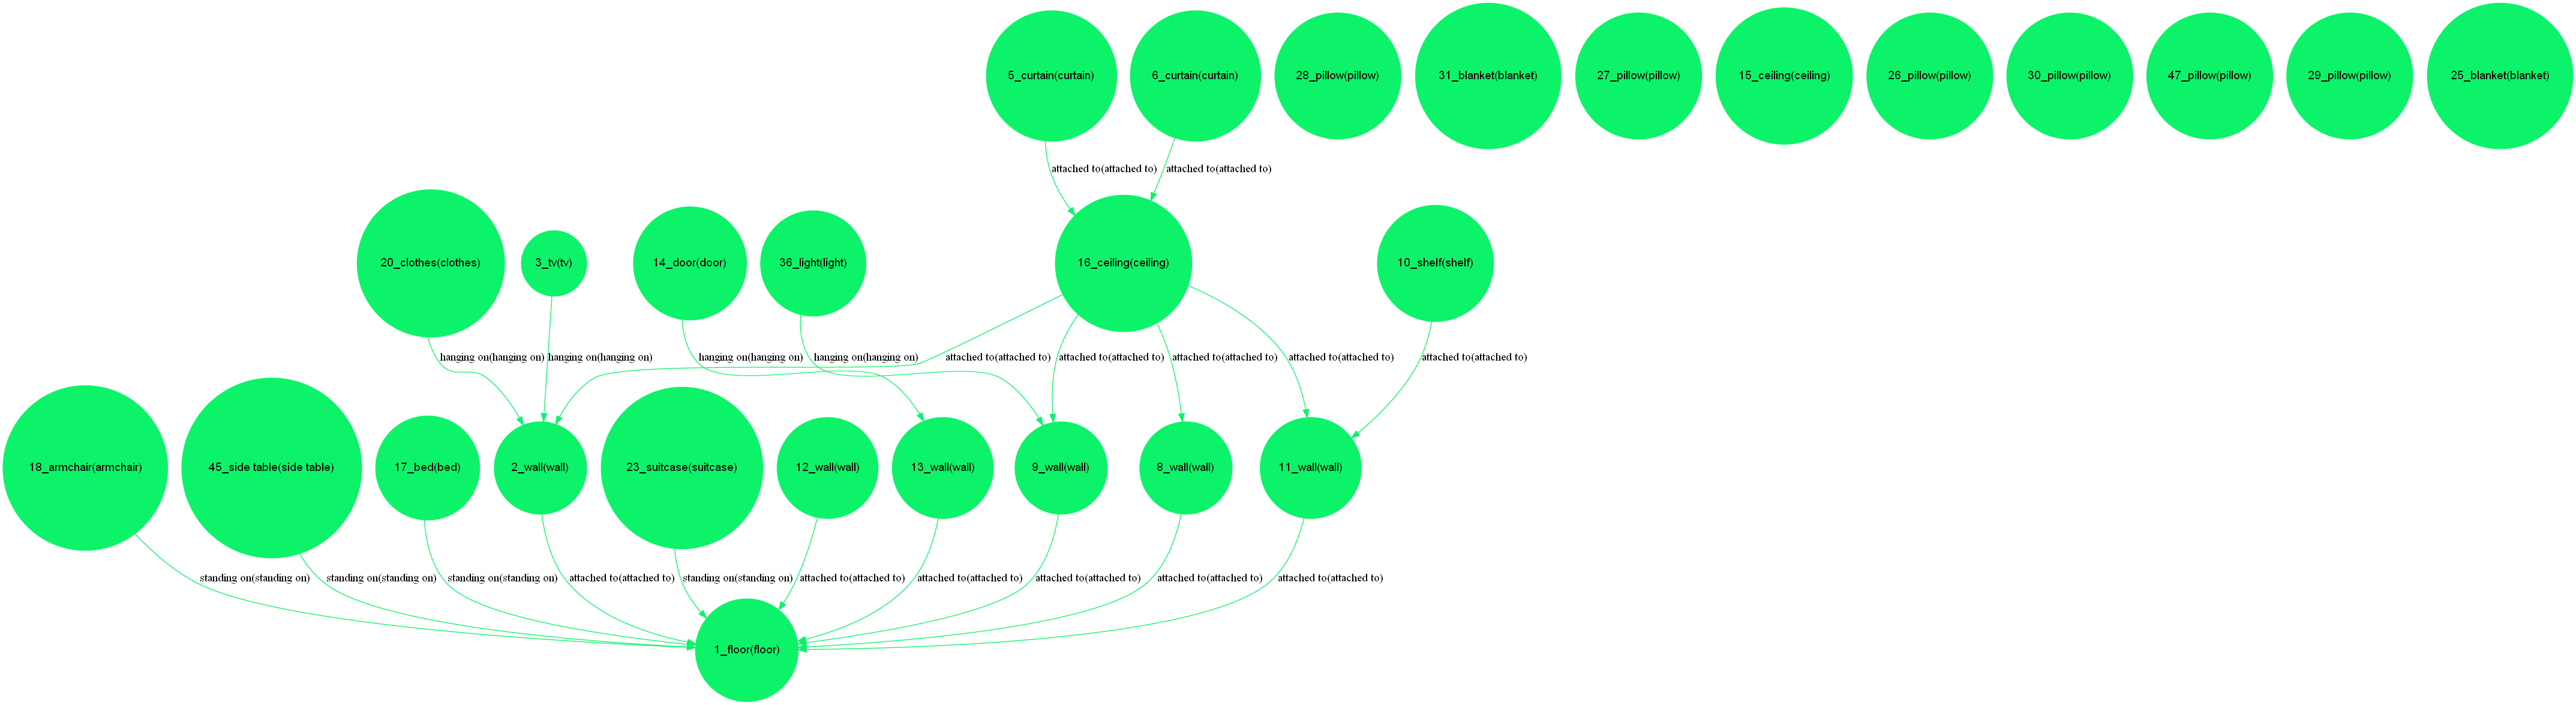 5_curtain(curtain)
6_curtain(curtain)
28_pillow(pillow)
31_blanket(blanket)
27_pillow(pillow)
15_ceiling(ceiling)
26_pillow(pillow)
30_pillow(pillow)
47_pillow(pillow)
29_pillow(pillow)
25_blanket(blanket)
attached to(attached to)
attached to(attached to)
20_clothes(clothes)
3_tv(tv)
14_door(door)
36_light(light)
16_ceiling(ceiling)
10_shelf(shelf)
hanging on(hanging on)
hanging on(hanging on)
hanging on(hanging on)
hanging on(hanging on)
attached to(attached to)
attached to(attached to)
attached to(attached to)
attached to(attached to)
attached to(attached to)
18_armchair(armchair)
45_side table(side table)
17_bed(bed)
2_wall(wall)
23_suitcase(suitcase)
12_wall(wall)
13_wall(wall)
9_wall(wall)
8_wall(wall)
11_wall(wall)
standing on(standing on)
standing on(standing on)
standing on(standing on)
attached to(attached to)
standing on(standing on)
attached to(attached to)
attached to(attached to)
attached to(attached to)
attached to(attached to)
attached to(attached to)
1_floor(floor)